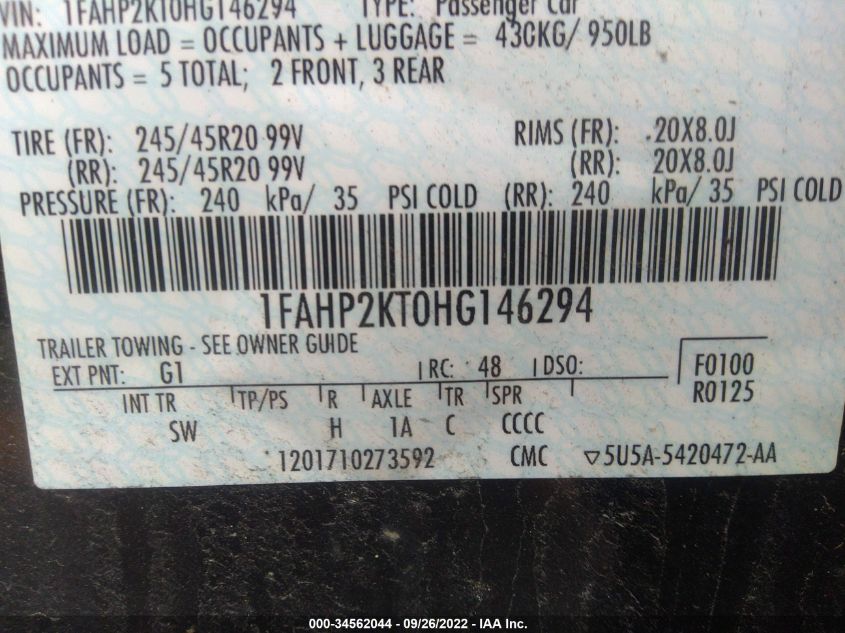 VIN: 1FAHP2KT0HG146294 TYPE: Passenger Car
MAXIMUM LOAD = OCCUPANTS + LUGGAGE = 430KG/ 950LB
OCCUPANTS = 5 TOTAL; 2 FRONT, 3 REAR
TIRE (FR): 245/45R20 99V RIMS (FR): 20X8.0J
(RR): 245/45R20 99V (RR): 20X8.0J
PRESSURE (FR): 240 kPa/ 35 PSI COLD (RR): 240 kPa/ 35 PSI COLD
1FAHP2KT0HG146294
TRAILER TOWING - SEE OWNER GUIDE
EXT PNT: G1 RC: 48 DSO: F0100
R0125
INT TR TP/PS R AXLE TR SPR
SW H 1A C CCCC
1201710273592 CMC ▽5U5A-5420472-AA
000-34562044 - 09/26/2022 - IAA Inc.